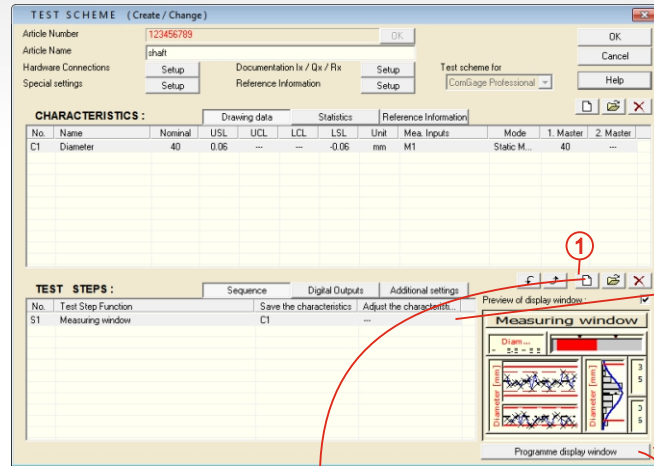 TEST SCHEME ( Create / Change )
Article Number 123456789 OK OK
Article Name shaft Cancel
Hardware Connections Setup Documentation Ix / Qx / Rx Setup Test scheme for
Special settings Setup Reference Information Setup ComGage Professional Help
CHARACTERISTICS : Drawing data Statistics Reference Information
No. Name Nominal USL UCL LCL LSL Unit Mea. Inputs Mode 1. Master 2. Master
C1 Diameter 40 0.06 --- --- -0.06 mm M1 Static M... 40 ---
1
TEST STEPS : Sequence Digital Outputs Additional settings
Preview of display window :
No. Test Step Function Save the characteristics Adjust the characteristi...
S1 Measuring window C1 ---
Measuring window
Diam...
Diameter [mm] Diameter [mm]
Programme display window